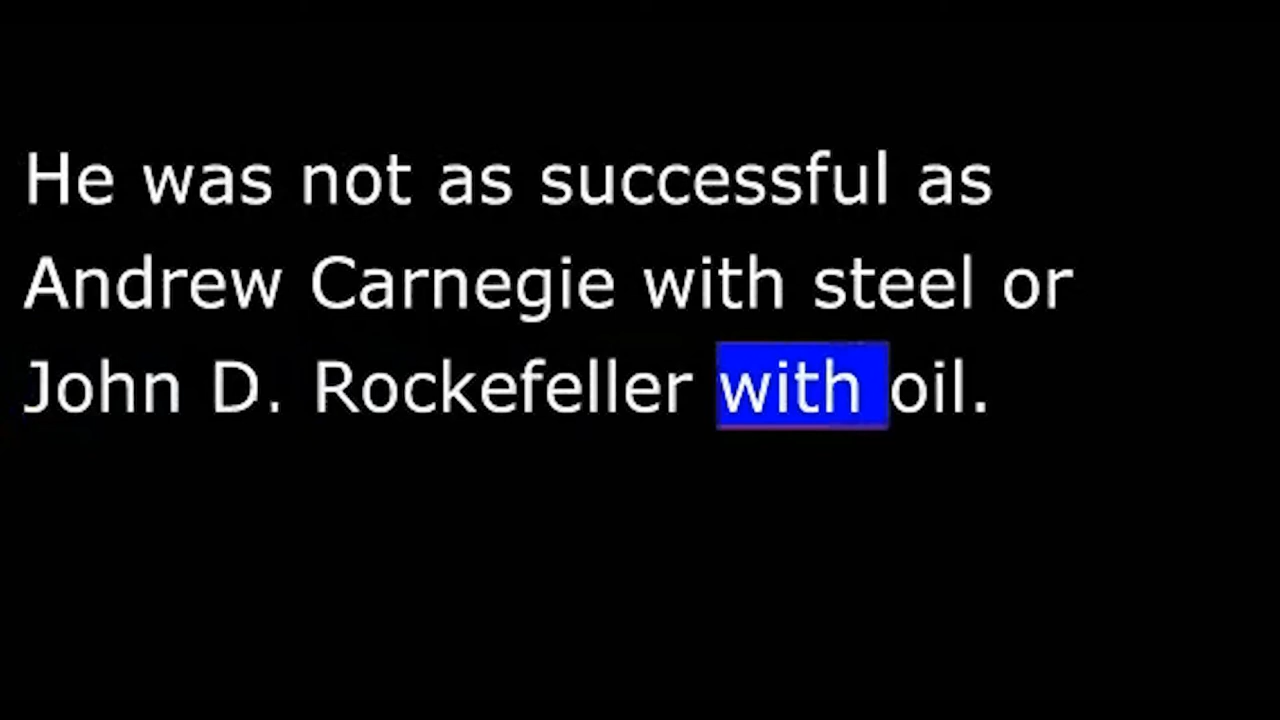 He was not as successful as
Andrew Carnegie with steel or
John D. Rockefeller with oil.